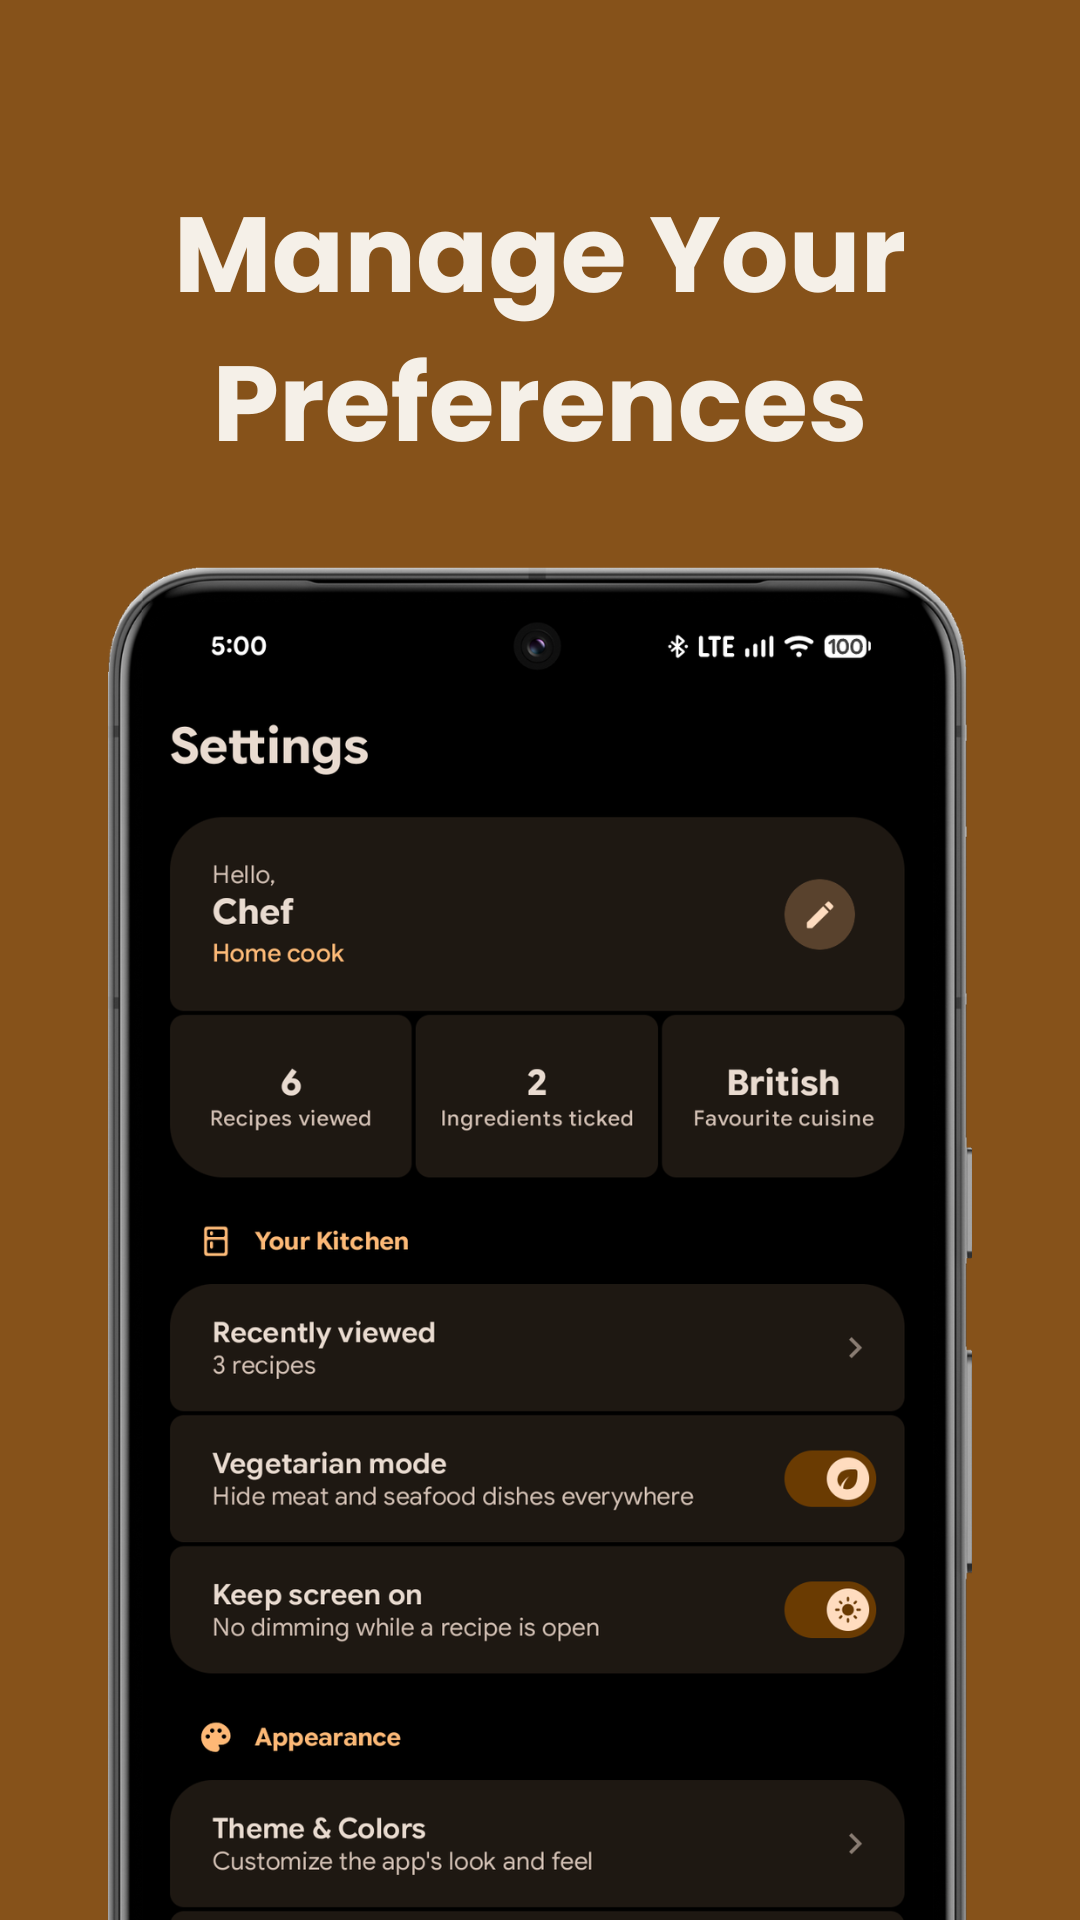 Manage Your
Preferences
5:00
LTE
100
Settings
Hello,
Chef
Home cook
6
Recipes viewed
2
Ingredients ticked
British
Favourite cuisine
Your Kitchen
Recently viewed
3 recipes
Vegetarian mode
Hide meat and seafood dishes everywhere
Keep screen on
No dimming while a recipe is open
Appearance
Theme & Colors
Customize the app's look and feel